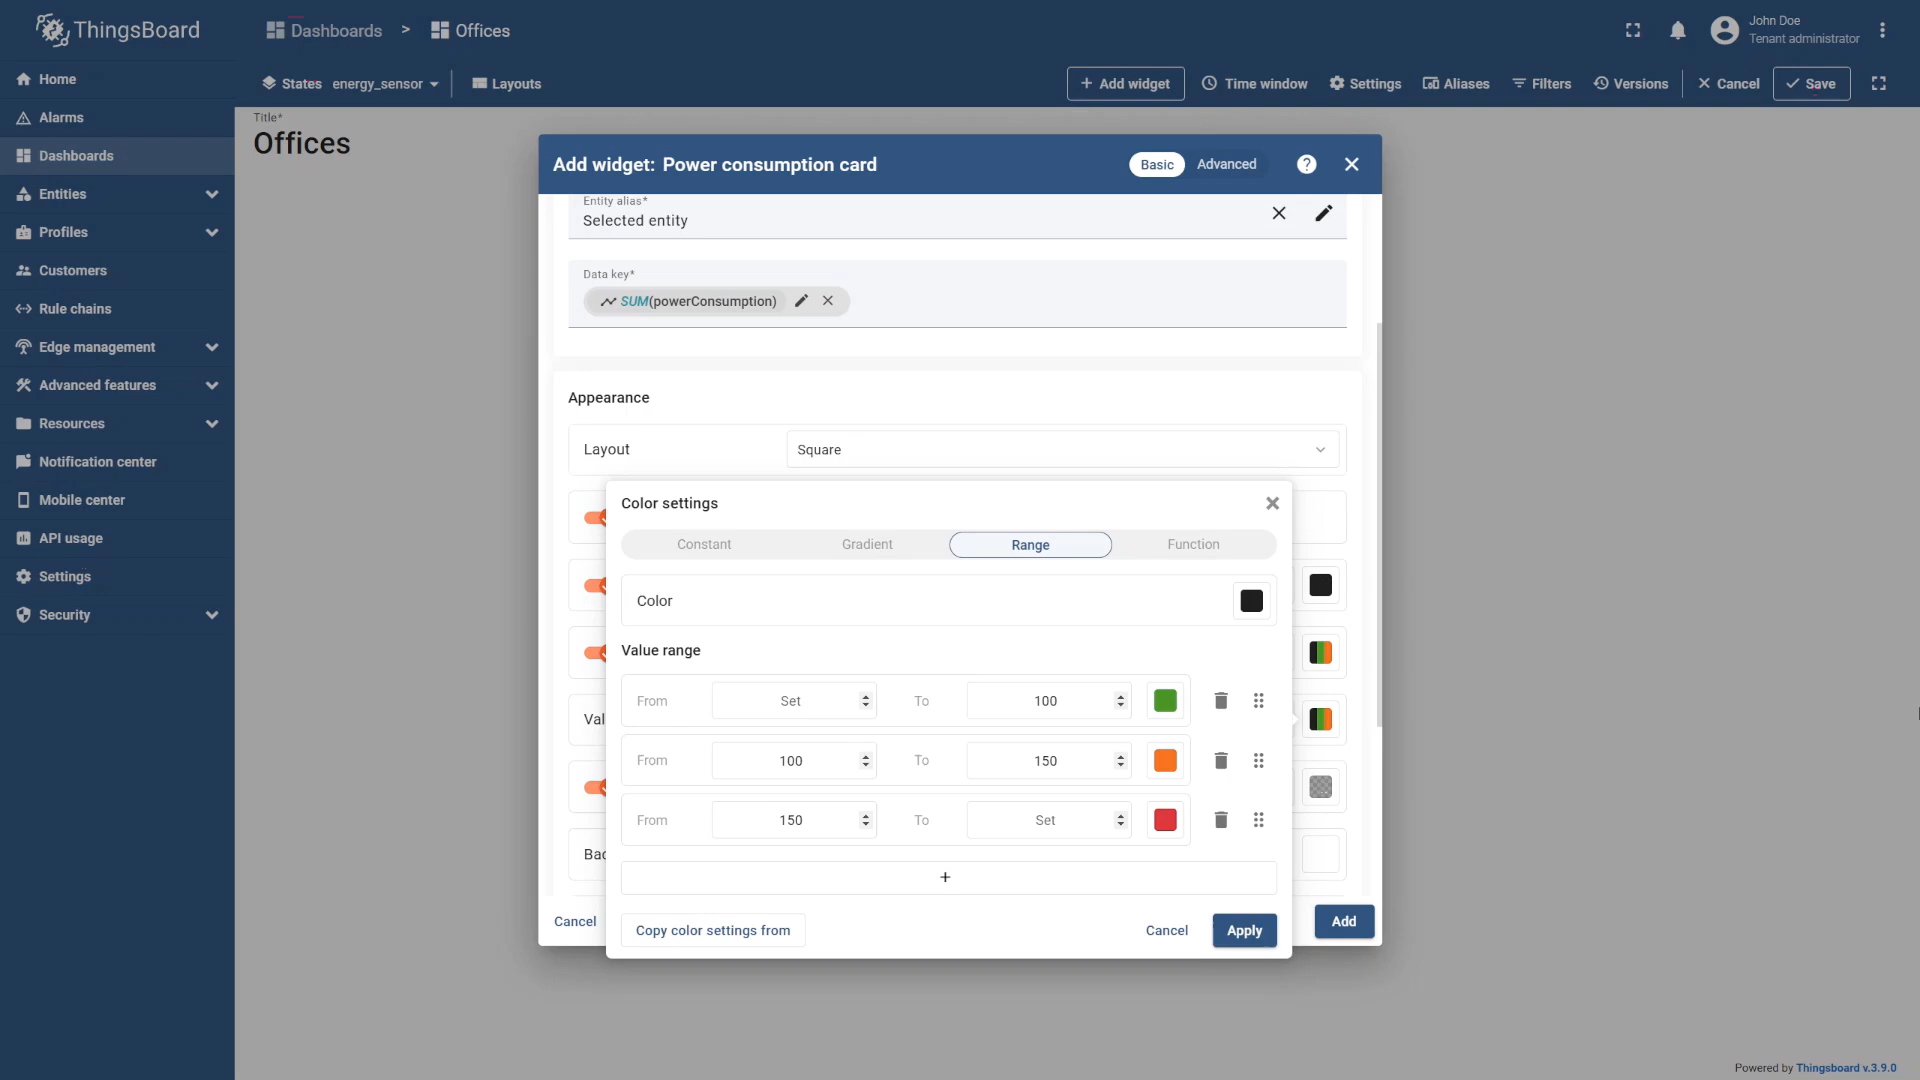 ThingsBoard
Dashboards > Offices
John Doe
Tenant administrator
Home
Alarms
Dashboards
Entities
Profiles
Customers
Rule chains
Edge management
Advanced features
Resources
Notification center
Mobile center
API usage
Settings
Security
States energy_sensor Layouts
+ Add widget Time window Settings Aliases Filters Versions Cancel Save
Title*
Offices
Add widget: Power consumption card
Basic Advanced
Entity alias*
Selected entity
Data key*
SUM(powerConsumption)
Appearance
Layout Square
Val
Bac
Color settings
Constant Gradient Range Function
Color
Value range
From Set To 100
From 100 To 150
From 150 To Set
+
Copy color settings from Cancel Apply
Cancel Add
Powered by Thingsboard v.3.9.0